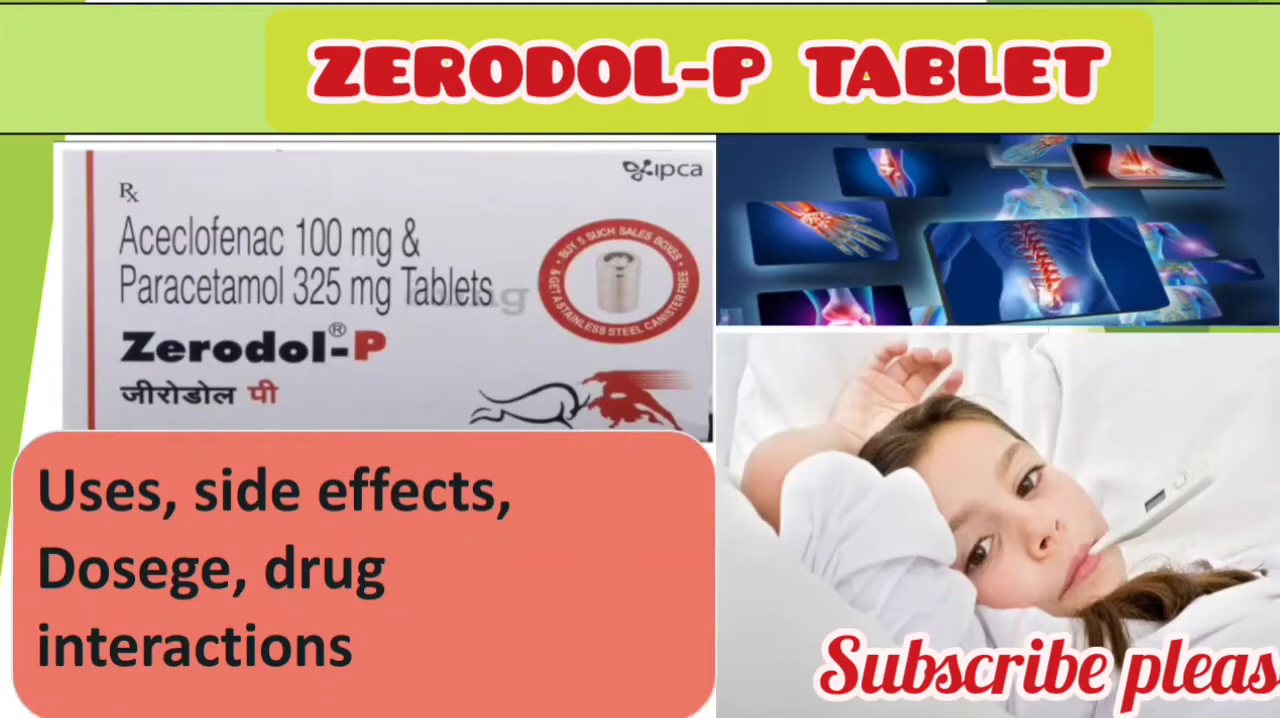 ZERODOL-P TABLET
ipca
Rx
Aceclofenac 100 mg &
Paracetamol 325 mg Tablets
BUY 5 SUCH SALES BOXES
& GET A STAINLESS STEEL CANISTER FREE
Zerodol®-P
जीरोडोल पी
Uses, side effects,
Dosege, drug
interactions
Subscribe pleas